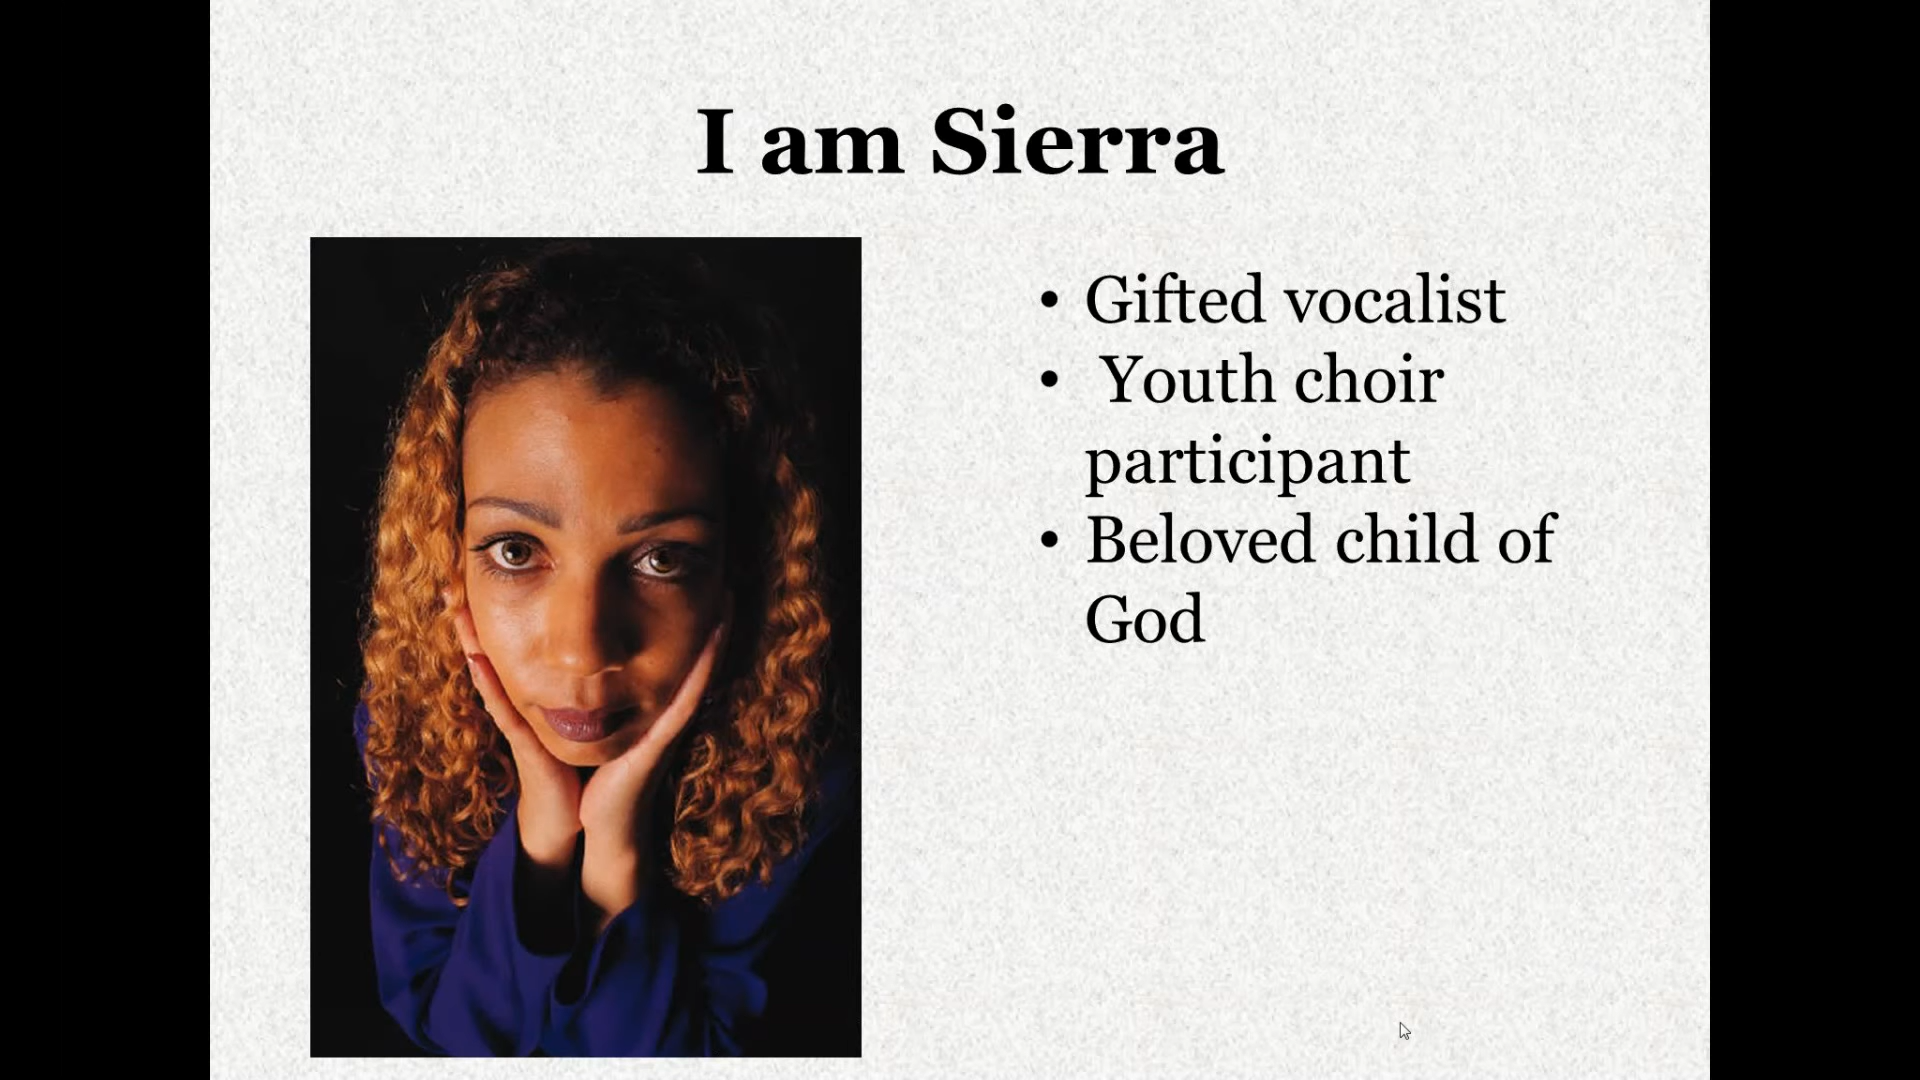 I am Sierra
• Gifted vocalist
• Youth choir
participant
• Beloved child of
God